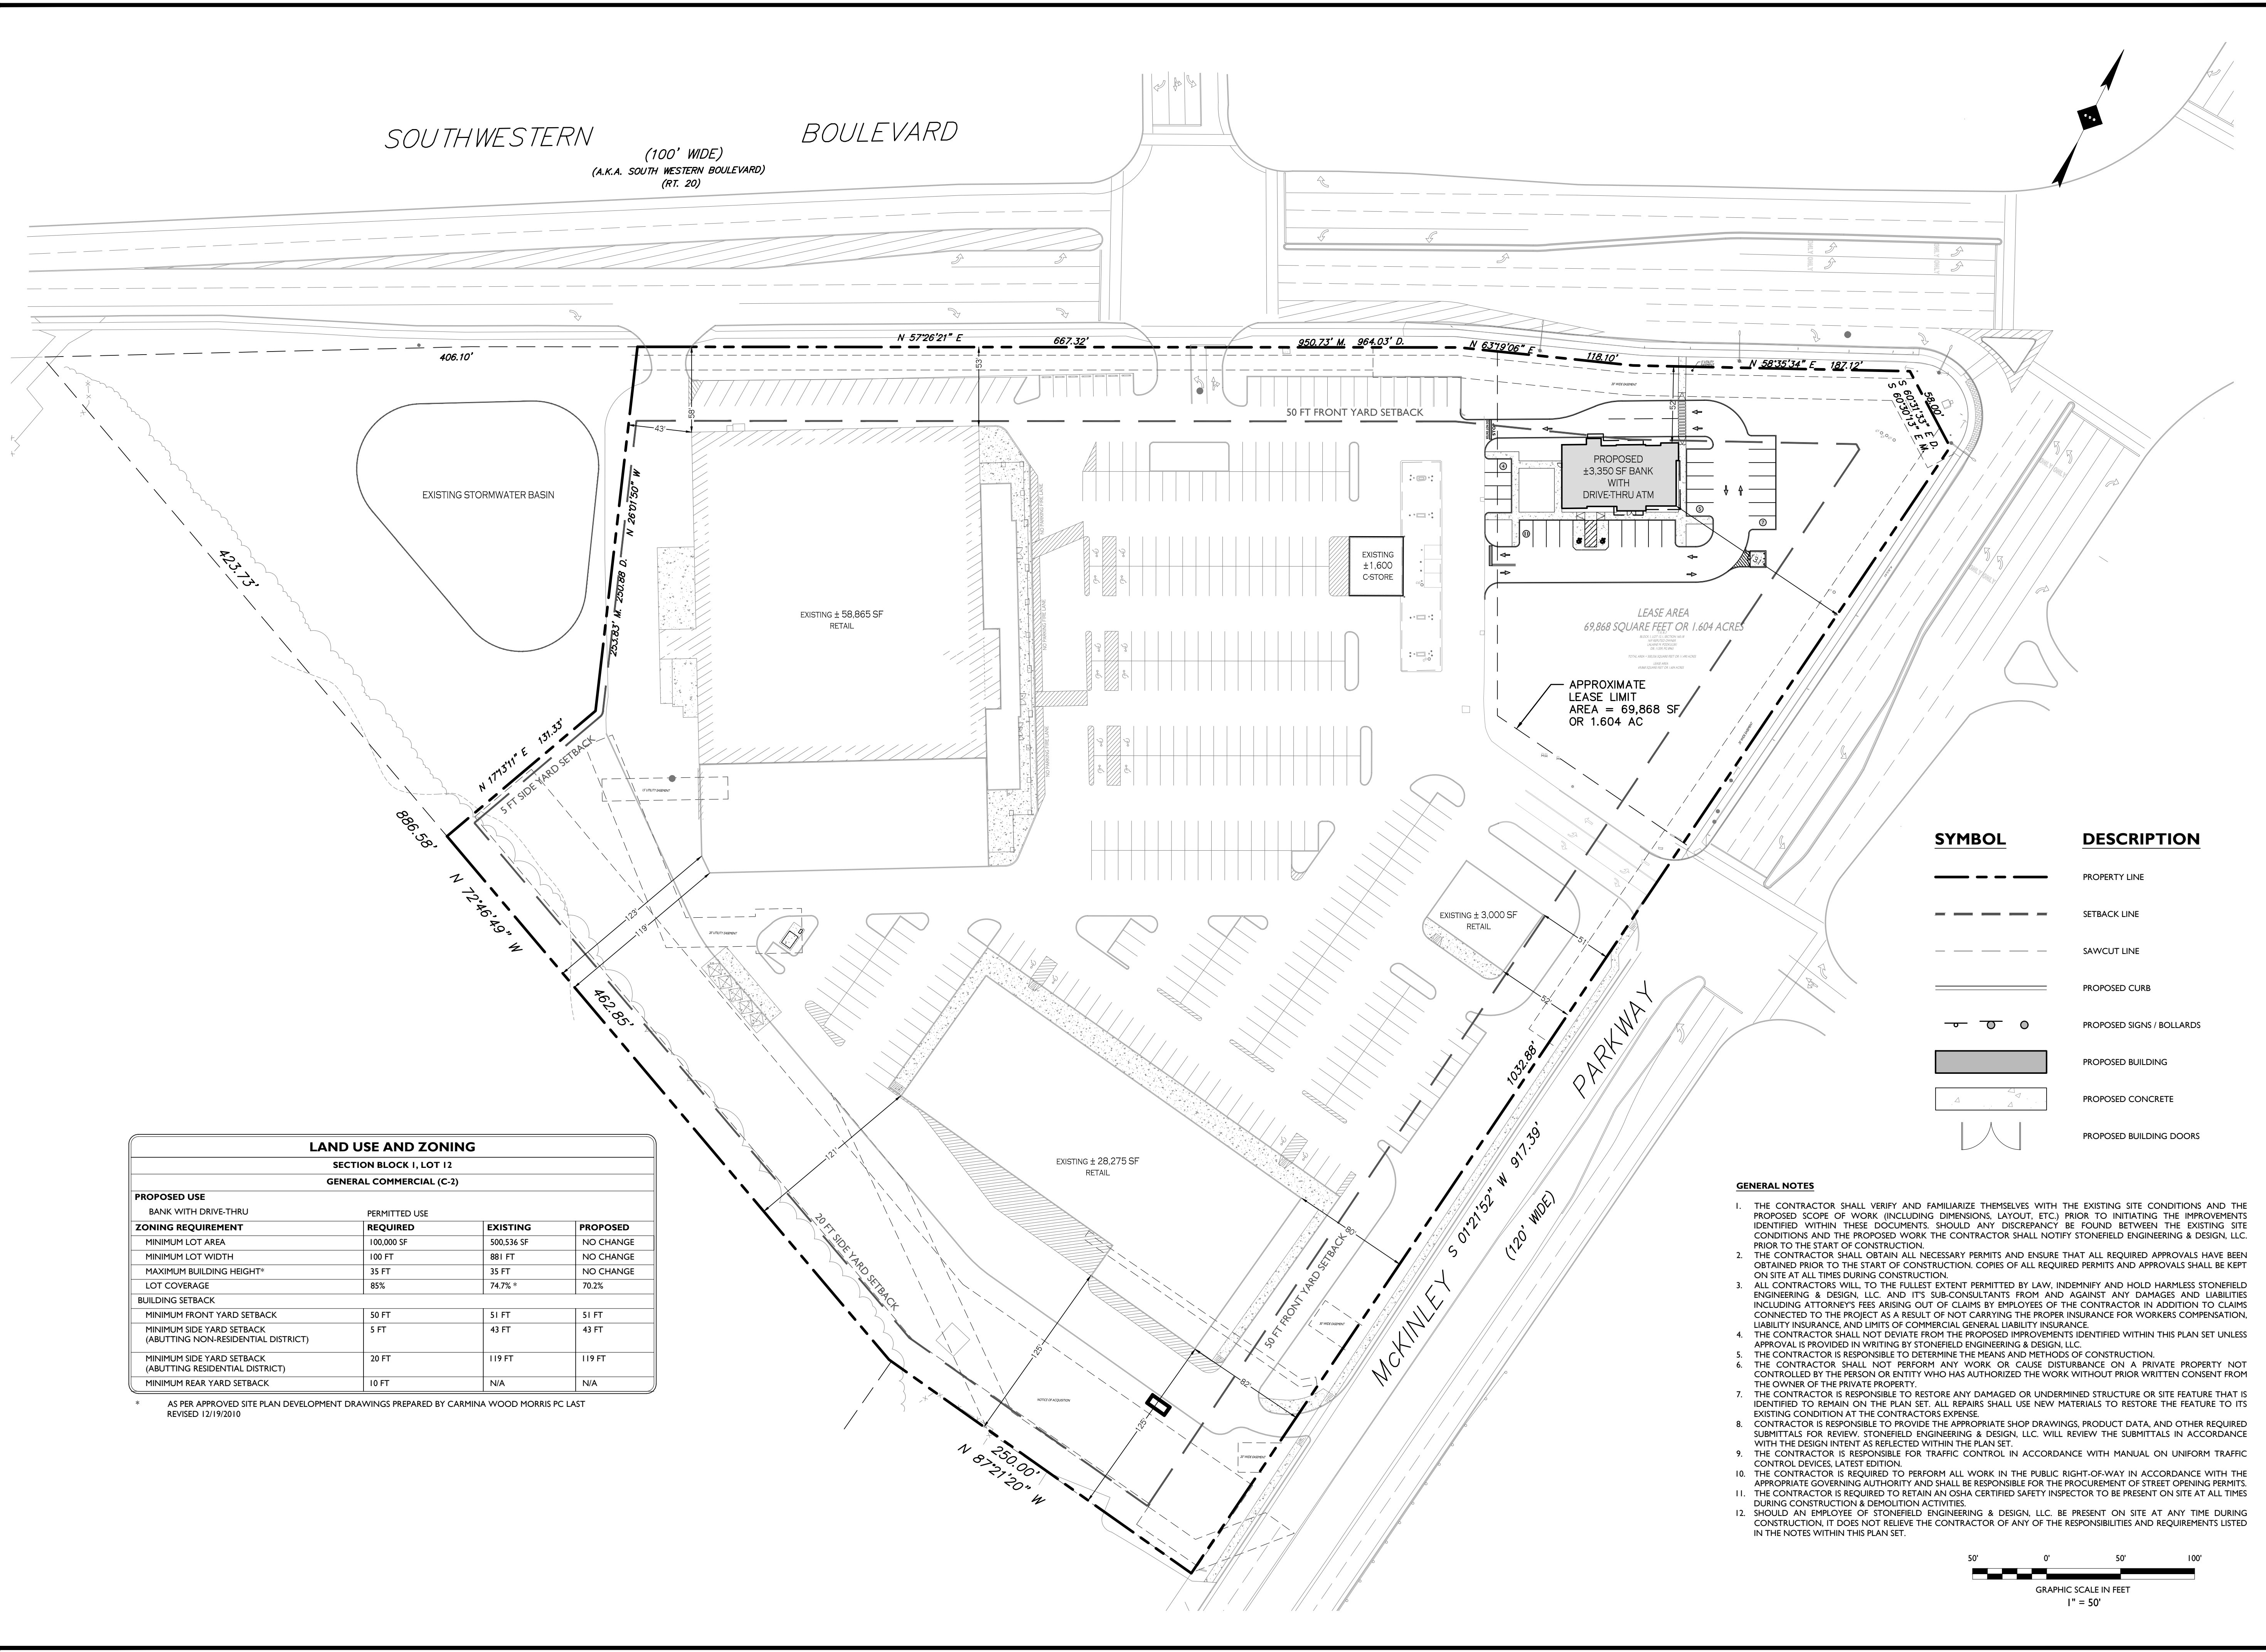 SOUTHWESTERN BOULEVARD
(100' WIDE)
(A.K.A. SOUTH WESTERN BOULEVARD)
(RT. 20)
406.10'
N 57°26'21" E
667.32'
950.73' M. 964.03' D.
N 63°19'06" E
118.10'
N 58°35'34" E 187.12'
58.00'
S 60°31'33" E D.
S 60°30'13" E M.
58'
53'
52'
43'
50 FT FRONT YARD SETBACK
EXISTING STORMWATER BASIN
N 26°01'50" W
253.83' M. 250.88 D.
423.73'
EXISTING ± 58,865 SF
RETAIL
NO PARKING FIRE LANE
NO PARKING FIRE LANE
NO PARKING FIRE LANE
EXISTING
±1,600
C-STORE
PROPOSED
±3,350 SF BANK
WITH
DRIVE-THRU ATM
4
11
5
7
131'
LEASE AREA
69,868 SQUARE FEET OR 1.604 ACRES
APPROXIMATE
LEASE LIMIT
AREA = 69,868 SF
OR 1.604 AC
N 17°13'11" E 131.33'
5 FT SIDE YARD SETBACK
886.58'
N 72°46'49" W
462.85'
123'
119'
EXISTING ± 3,000 SF
RETAIL
51'
52'
1032.88'
PARKWAY
McKINLEY
S 01°21'52" W 917.39'
(120' WIDE)
121'
EXISTING ± 28,275 SF
RETAIL
20 FT SIDE YARD SETBACK
80'
50 FT FRONT YARD SETBACK
125'
82'
125'
NOTICE OF ACQUISITION
250.00'
N 87°21'20" W
SYMBOL DESCRIPTION
PROPERTY LINE
SETBACK LINE
SAWCUT LINE
PROPOSED CURB
PROPOSED SIGNS / BOLLARDS
PROPOSED BUILDING
PROPOSED CONCRETE
PROPOSED BUILDING DOORS
LAND USE AND ZONING
SECTION BLOCK 1, LOT 12
GENERAL COMMERCIAL (C-2)
PROPOSED USE
BANK WITH DRIVE-THRU PERMITTED USE
ZONING REQUIREMENT REQUIRED EXISTING PROPOSED
MINIMUM LOT AREA 100,000 SF 500,536 SF NO CHANGE
MINIMUM LOT WIDTH 100 FT 881 FT NO CHANGE
MAXIMUM BUILDING HEIGHT* 35 FT 35 FT NO CHANGE
LOT COVERAGE 85% 74.7% * 70.2%
BUILDING SETBACK
MINIMUM FRONT YARD SETBACK 50 FT 51 FT 51 FT
MINIMUM SIDE YARD SETBACK 5 FT 43 FT 43 FT
(ABUTTING NON-RESIDENTIAL DISTRICT)
MINIMUM SIDE YARD SETBACK 20 FT 119 FT 119 FT
(ABUTTING RESIDENTIAL DISTRICT)
MINIMUM REAR YARD SETBACK 10 FT N/A N/A
* AS PER APPROVED SITE PLAN DEVELOPMENT DRAWINGS PREPARED BY CARMINA WOOD MORRIS PC LAST
REVISED 12/19/2010
GENERAL NOTES
1. THE CONTRACTOR SHALL VERIFY AND FAMILIARIZE THEMSELVES WITH THE EXISTING SITE CONDITIONS AND THE
PROPOSED SCOPE OF WORK (INCLUDING DIMENSIONS, LAYOUT, ETC.) PRIOR TO INITIATING THE IMPROVEMENTS
IDENTIFIED WITHIN THESE DOCUMENTS. SHOULD ANY DISCREPANCY BE FOUND BETWEEN THE EXISTING SITE
CONDITIONS AND THE PROPOSED WORK THE CONTRACTOR SHALL NOTIFY STONEFIELD ENGINEERING & DESIGN, LLC.
PRIOR TO THE START OF CONSTRUCTION.
2. THE CONTRACTOR SHALL OBTAIN ALL NECESSARY PERMITS AND ENSURE THAT ALL REQUIRED APPROVALS HAVE BEEN
OBTAINED PRIOR TO THE START OF CONSTRUCTION. COPIES OF ALL REQUIRED PERMITS AND APPROVALS SHALL BE KEPT
ON SITE AT ALL TIMES DURING CONSTRUCTION.
3. ALL CONTRACTORS WILL, TO THE FULLEST EXTENT PERMITTED BY LAW, INDEMNIFY AND HOLD HARMLESS STONEFIELD
ENGINEERING & DESIGN, LLC. AND IT'S SUB-CONSULTANTS FROM AND AGAINST ANY DAMAGES AND LIABILITIES
INCLUDING ATTORNEY'S FEES ARISING OUT OF CLAIMS BY EMPLOYEES OF THE CONTRACTOR IN ADDITION TO CLAIMS
CONNECTED TO THE PROJECT AS A RESULT OF NOT CARRYING THE PROPER INSURANCE FOR WORKERS COMPENSATION,
LIABILITY INSURANCE, AND LIMITS OF COMMERCIAL GENERAL LIABILITY INSURANCE.
4. THE CONTRACTOR SHALL NOT DEVIATE FROM THE PROPOSED IMPROVEMENTS IDENTIFIED WITHIN THIS PLAN SET UNLESS
APPROVAL IS PROVIDED IN WRITING BY STONEFIELD ENGINEERING & DESIGN, LLC.
5. THE CONTRACTOR IS RESPONSIBLE TO DETERMINE THE MEANS AND METHODS OF CONSTRUCTION.
6. THE CONTRACTOR SHALL NOT PERFORM ANY WORK OR CAUSE DISTURBANCE ON A PRIVATE PROPERTY NOT
CONTROLLED BY THE PERSON OR ENTITY WHO HAS AUTHORIZED THE WORK WITHOUT PRIOR WRITTEN CONSENT FROM
THE OWNER OF THE PRIVATE PROPERTY.
7. THE CONTRACTOR IS RESPONSIBLE TO RESTORE ANY DAMAGED OR UNDERMINED STRUCTURE OR SITE FEATURE THAT IS
IDENTIFIED TO REMAIN ON THE PLAN SET. ALL REPAIRS SHALL USE NEW MATERIALS TO RESTORE THE FEATURE TO ITS
EXISTING CONDITION AT THE CONTRACTORS EXPENSE.
8. CONTRACTOR IS RESPONSIBLE TO PROVIDE THE APPROPRIATE SHOP DRAWINGS, PRODUCT DATA, AND OTHER REQUIRED
SUBMITTALS FOR REVIEW. STONEFIELD ENGINEERING & DESIGN, LLC. WILL REVIEW THE SUBMITTALS IN ACCORDANCE
WITH THE DESIGN INTENT AS REFLECTED WITHIN THE PLAN SET.
9. THE CONTRACTOR IS RESPONSIBLE FOR TRAFFIC CONTROL IN ACCORDANCE WITH MANUAL ON UNIFORM TRAFFIC
CONTROL DEVICES, LATEST EDITION.
10. THE CONTRACTOR IS REQUIRED TO PERFORM ALL WORK IN THE PUBLIC RIGHT-OF-WAY IN ACCORDANCE WITH THE
APPROPRIATE GOVERNING AUTHORITY AND SHALL BE RESPONSIBLE FOR THE PROCUREMENT OF STREET OPENING PERMITS.
11. THE CONTRACTOR IS REQUIRED TO RETAIN AN OSHA CERTIFIED SAFETY INSPECTOR TO BE PRESENT ON SITE AT ALL TIMES
DURING CONSTRUCTION & DEMOLITION ACTIVITIES.
12. SHOULD AN EMPLOYEE OF STONEFIELD ENGINEERING & DESIGN, LLC. BE PRESENT ON SITE AT ANY TIME DURING
CONSTRUCTION, IT DOES NOT RELIEVE THE CONTRACTOR OF ANY OF THE RESPONSIBILITIES AND REQUIREMENTS LISTED
IN THE NOTES WITHIN THIS PLAN SET.
50' 0' 50' 100'
GRAPHIC SCALE IN FEET
1" = 50'